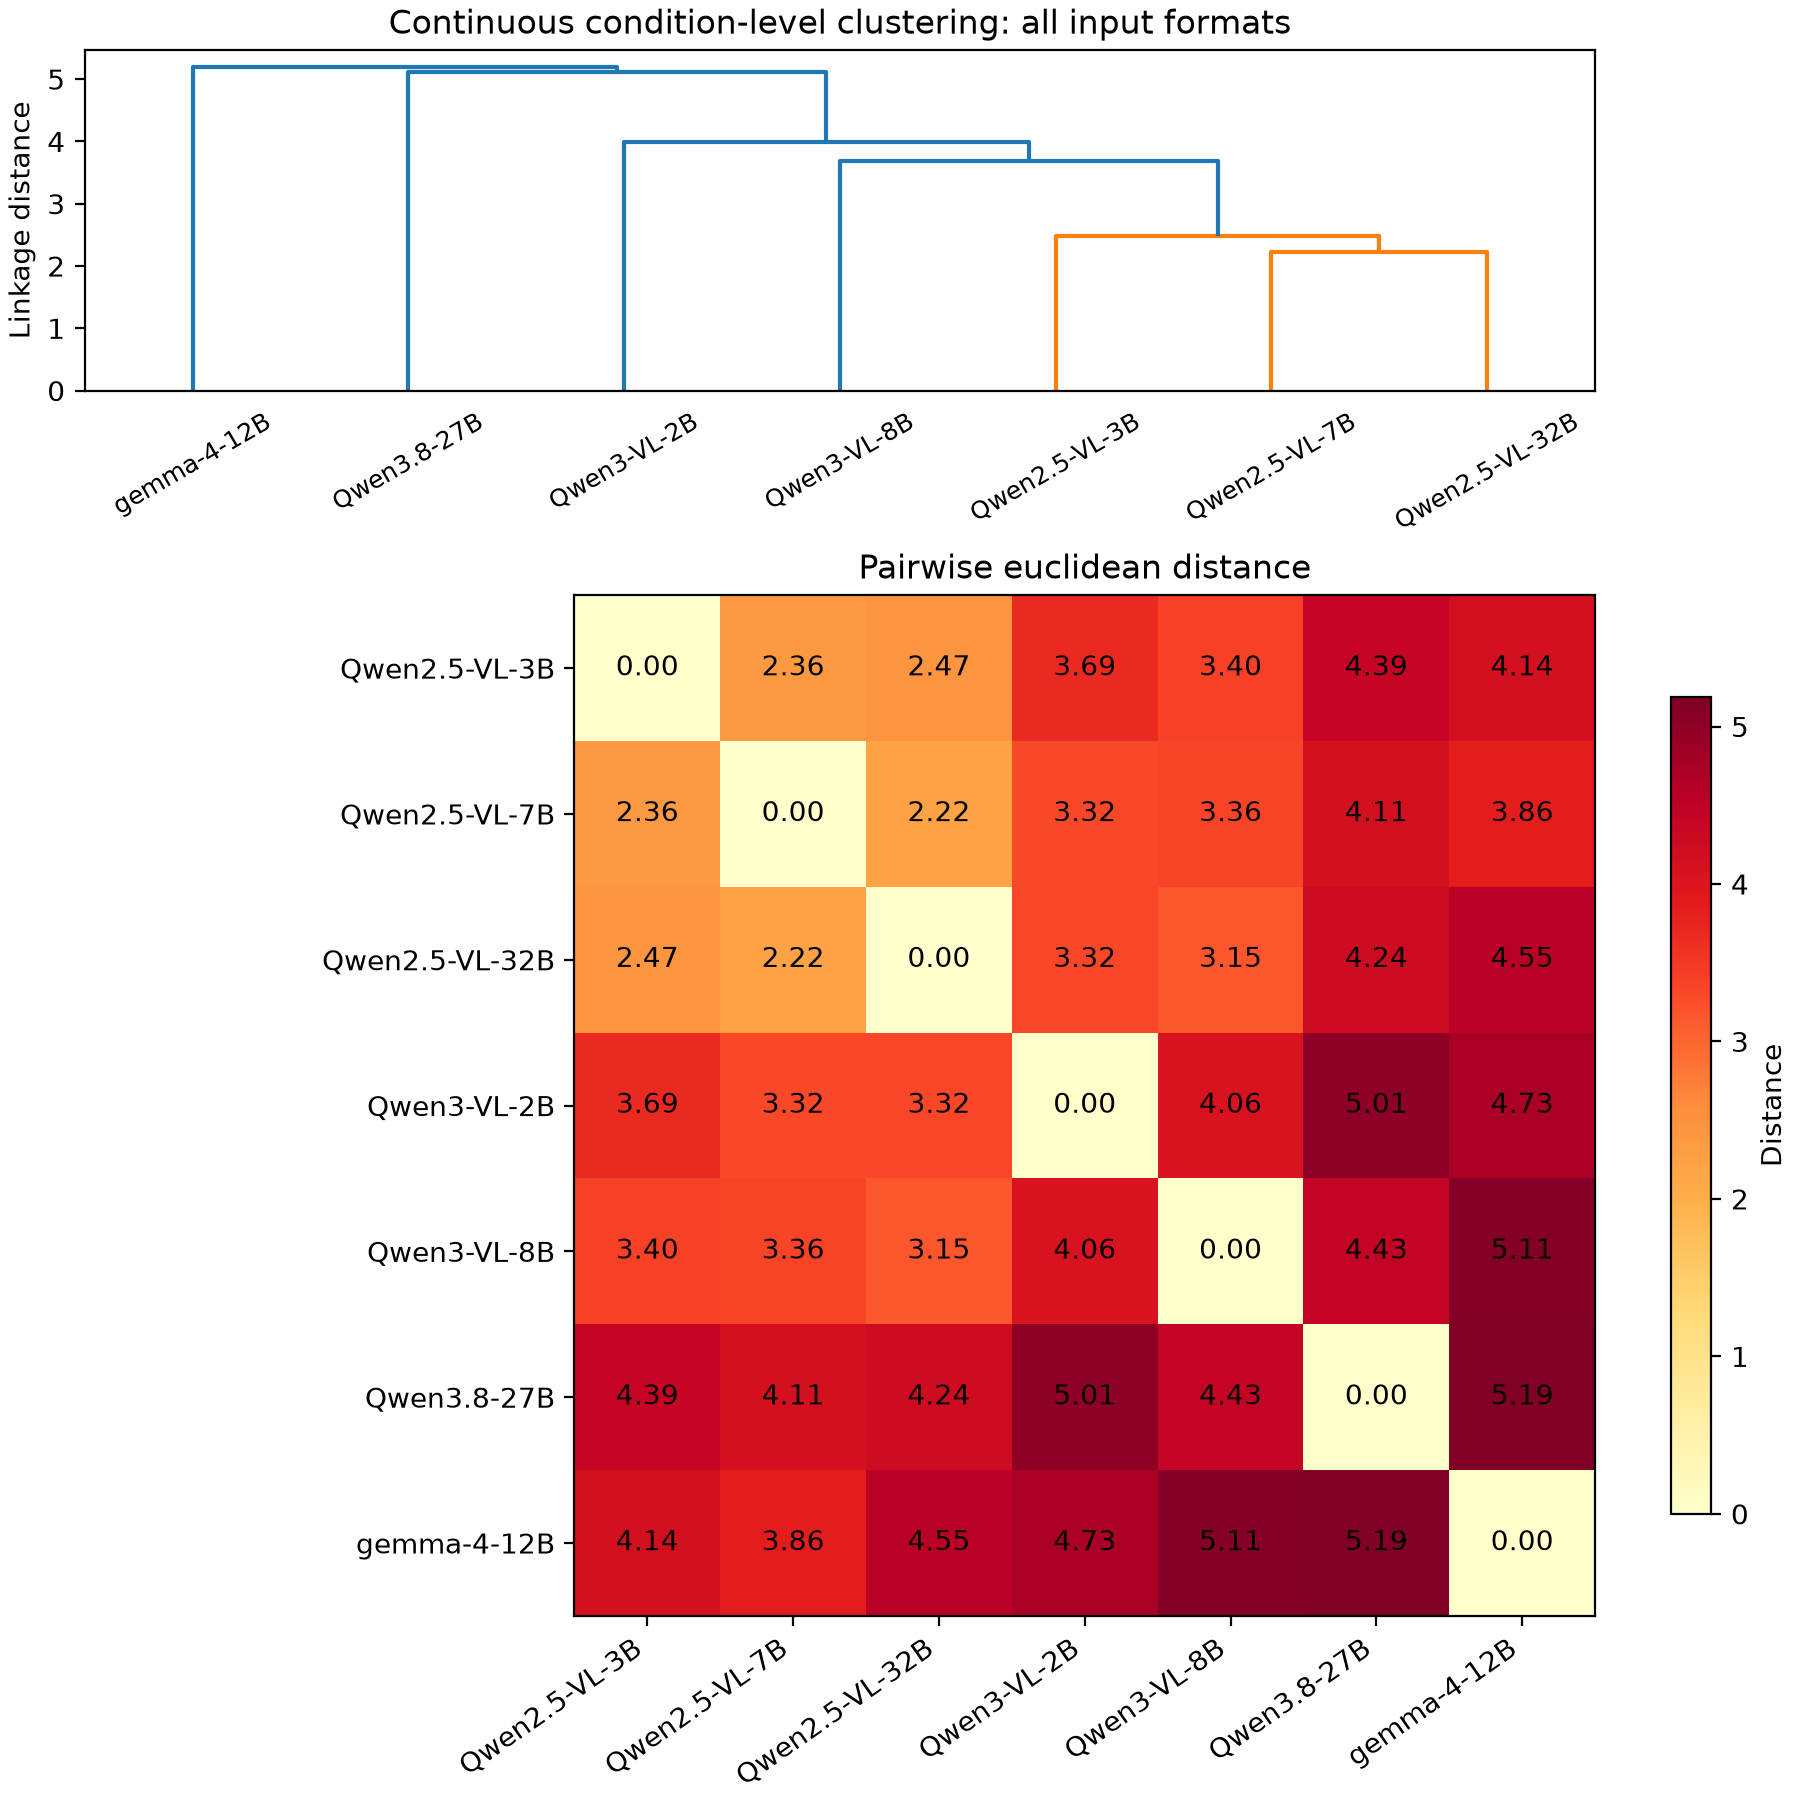 Continuous condition-level clustering: all input formats
Linkage distance
5
4
3
2
1
0
gemma-4-12B
Qwen3.8-27B
Qwen3-VL-2B
Qwen3-VL-8B
Qwen2.5-VL-3B
Qwen2.5-VL-7B
Qwen2.5-VL-32B
Pairwise euclidean distance
Qwen2.5-VL-3B 0.00 2.36 2.47 3.69 3.40 4.39 4.14
Qwen2.5-VL-7B 2.36 0.00 2.22 3.32 3.36 4.11 3.86
Qwen2.5-VL-32B 2.47 2.22 0.00 3.32 3.15 4.24 4.55
Qwen3-VL-2B 3.69 3.32 3.32 0.00 4.06 5.01 4.73
Qwen3-VL-8B 3.40 3.36 3.15 4.06 0.00 4.43 5.11
Qwen3.8-27B 4.39 4.11 4.24 5.01 4.43 0.00 5.19
gemma-4-12B 4.14 3.86 4.55 4.73 5.11 5.19 0.00
Qwen2.5-VL-3B
Qwen2.5-VL-7B
Qwen2.5-VL-32B
Qwen3-VL-2B
Qwen3-VL-8B
Qwen3.8-27B
gemma-4-12B
5
4
3
2
1
0
Distance